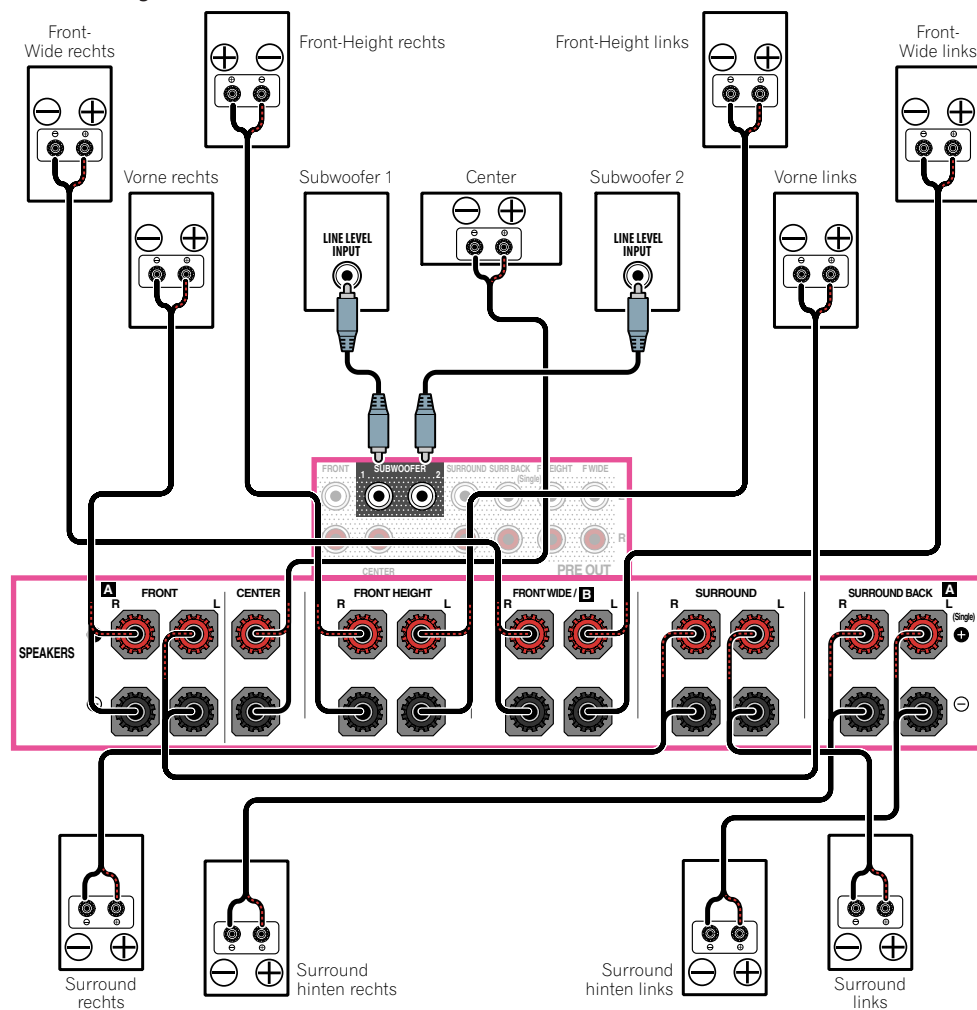 Front-
Wide rechts
Front-Height rechts
Front-Height links
Front-
Wide links
Vorne rechts
Subwoofer 1
Center
Subwoofer 2
Vorne links
LINE LEVEL
INPUT
LINE LEVEL
INPUT
FRONT
SUBWOOFER
SURROUND
SURR BACK
(Single)
F WIDE
1
2
R
CENTER
PRE OUT
A
FRONT
CENTER
FRONT HEIGHT
FRONT WIDE / B
SURROUND
SURROUND BACK
A
R
L
R
L
R
L
R
L
R
L
(Single)
SPEAKERS
Surround
rechts
Surround
hinten rechts
Surround
hinten links
Surround
links